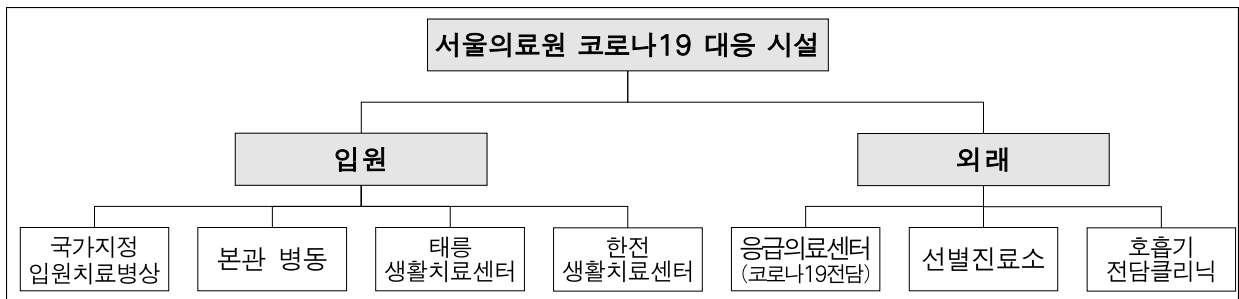 서울의료원 코로나19 대응 시설
입원
외래
국가지정
입원치료병상
본관 병동
태릉
생활치료센터
한전
생활치료센터
응급의료센터
(코로나19전담)
선별진료소
호흡기
전담클리닉